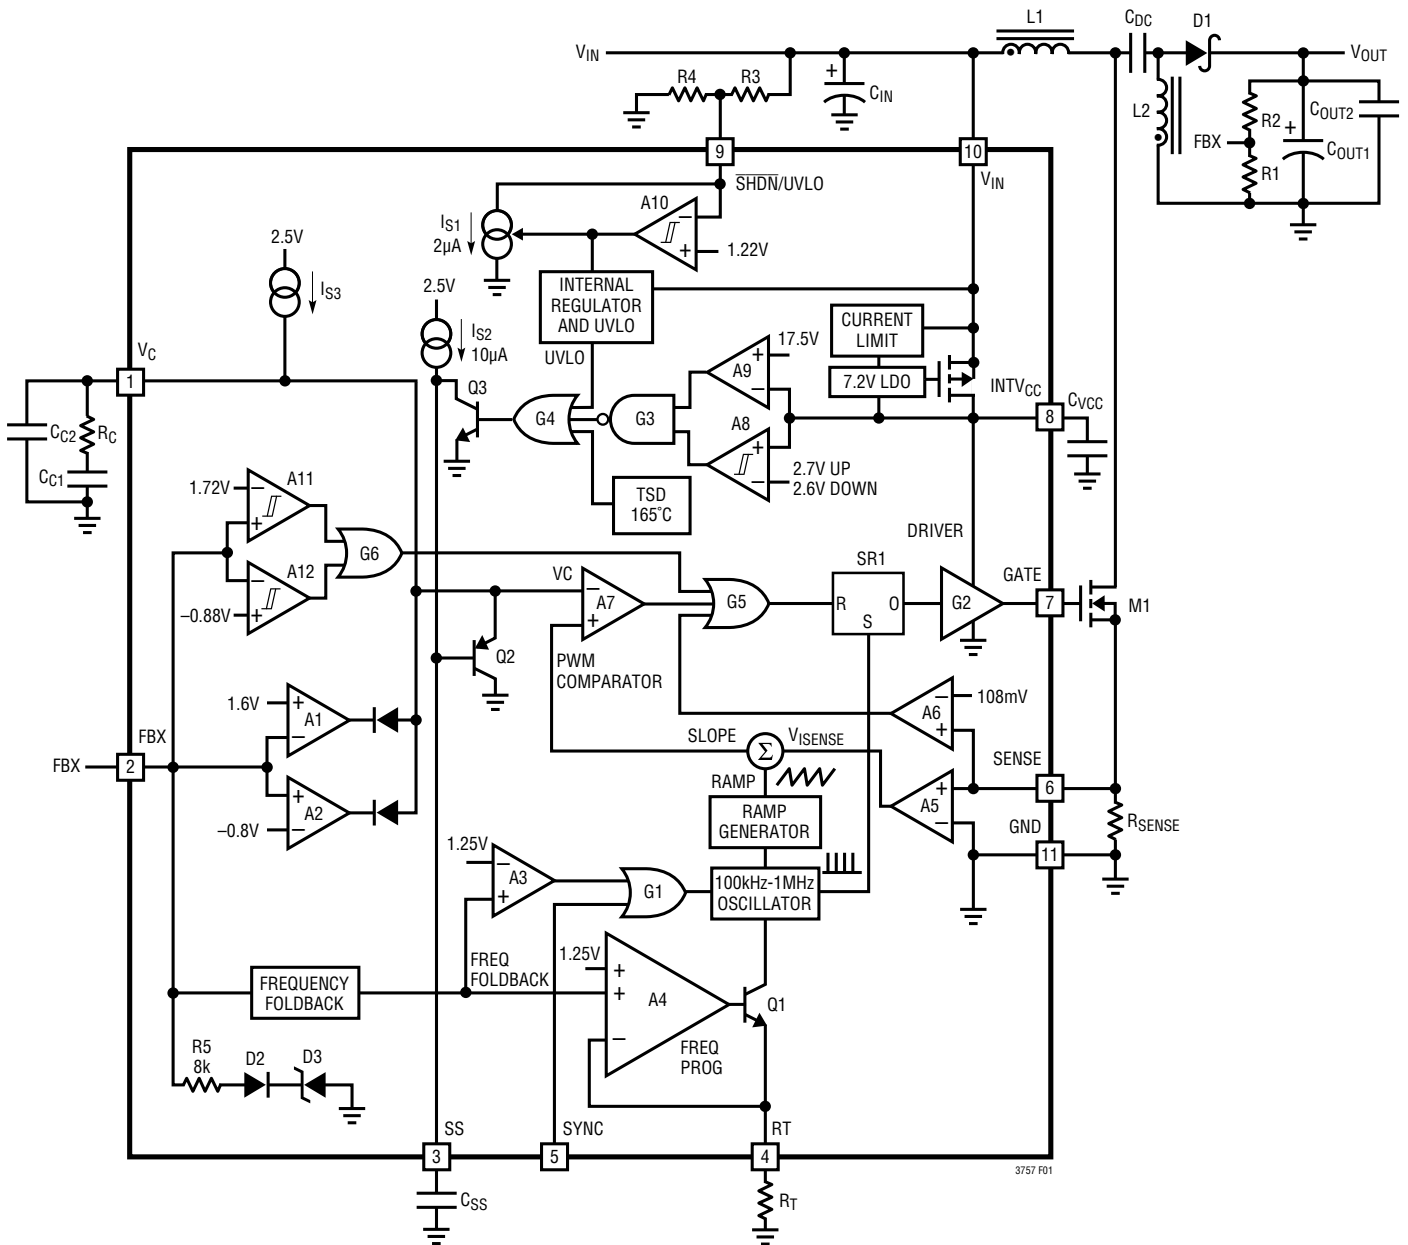 L1
CDC
D1
VIN
VOUT
R4
R3
+
CIN
L2
R2
+
COUT2
FBX
COUT1
R1
9
10
SHDN/UVLO
VIN
A10
−
+
1.22V
IS1
2µA
2.5V
IS3
2.5V
IS2
10µA
INTERNAL
REGULATOR
AND UVLO
UVLO
CURRENT
LIMIT
17.5V
+
A9
−
7.2V LDO
INTVCC
CVCC
VC
1
8
Q3
G4
G3
A8
+
−
2.7V UP
2.6V DOWN
CC2
RC
CC1
TSD
165˚C
1.72V
−
A11
+
G6
−
A12
−0.88V
+
DRIVER
SR1
GATE
VC
−
A7
+
G5
R
O
S
G2
7
M1
Q2
PWM
COMPARATOR
1.6V
+
A1
−
−
108mV
A6
+
SLOPE
Σ
VISENSE
FBX
FBX
2
SENSE
6
RAMP
+
A2
−0.8V
−
RAMP
GENERATOR
+
A5
−
RSENSE
GND
11
1.25V
−
A3
+
G1
100kHz-1MHz
OSCILLATOR
FREQ
FOLDBACK
1.25V
+
+
A4
−
Q1
FREQUENCY
FOLDBACK
FREQ
PROG
R5
8k
D2
D3
SS
SYNC
RT
3
5
4
3757 F01
CSS
RT